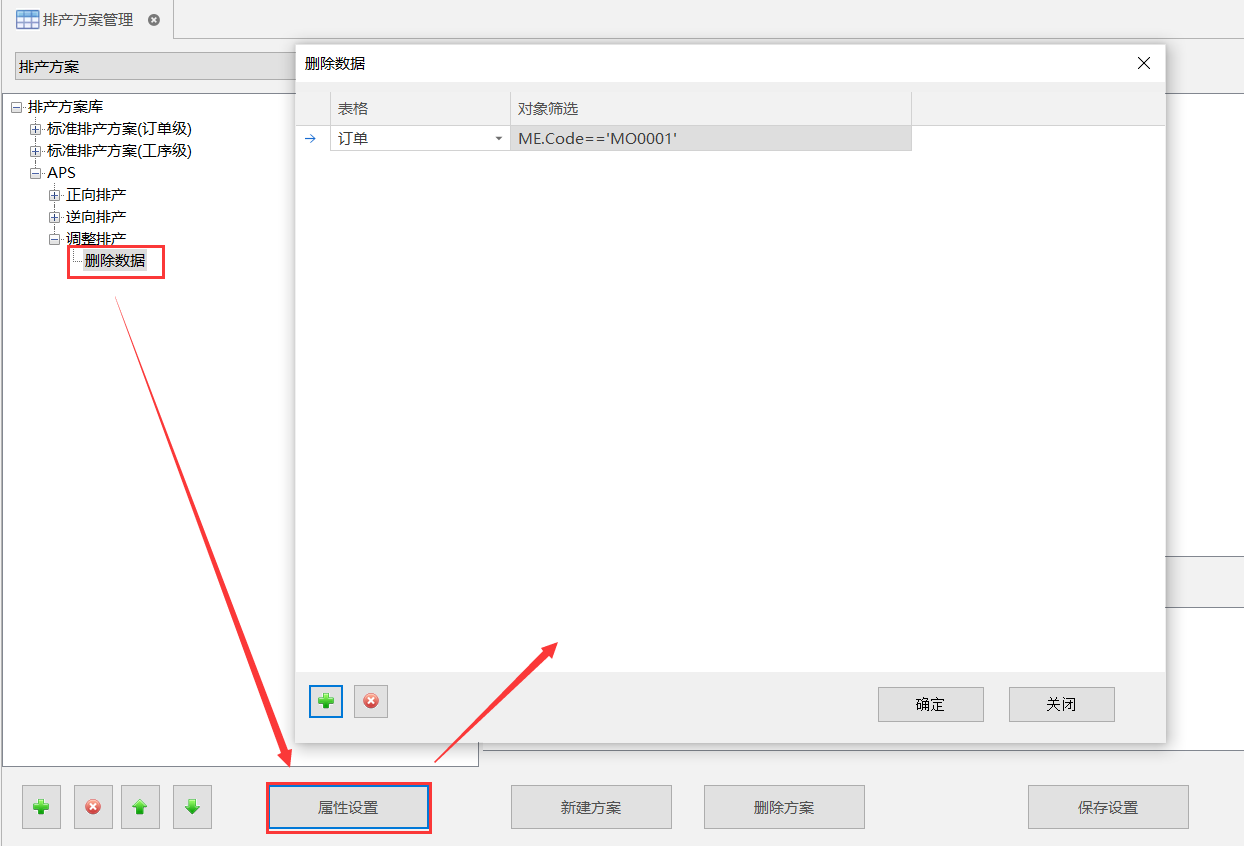 排产方案管理
排产方案
排产方案库
标准排产方案(订单级)
标准排产方案(工序级)
APS
正向排产
逆向排产
调整排产
删除数据
删除数据
表格 对象筛选
订单 ME.Code=='MO0001'
确定 关闭
属性设置 新建方案 删除方案 保存设置